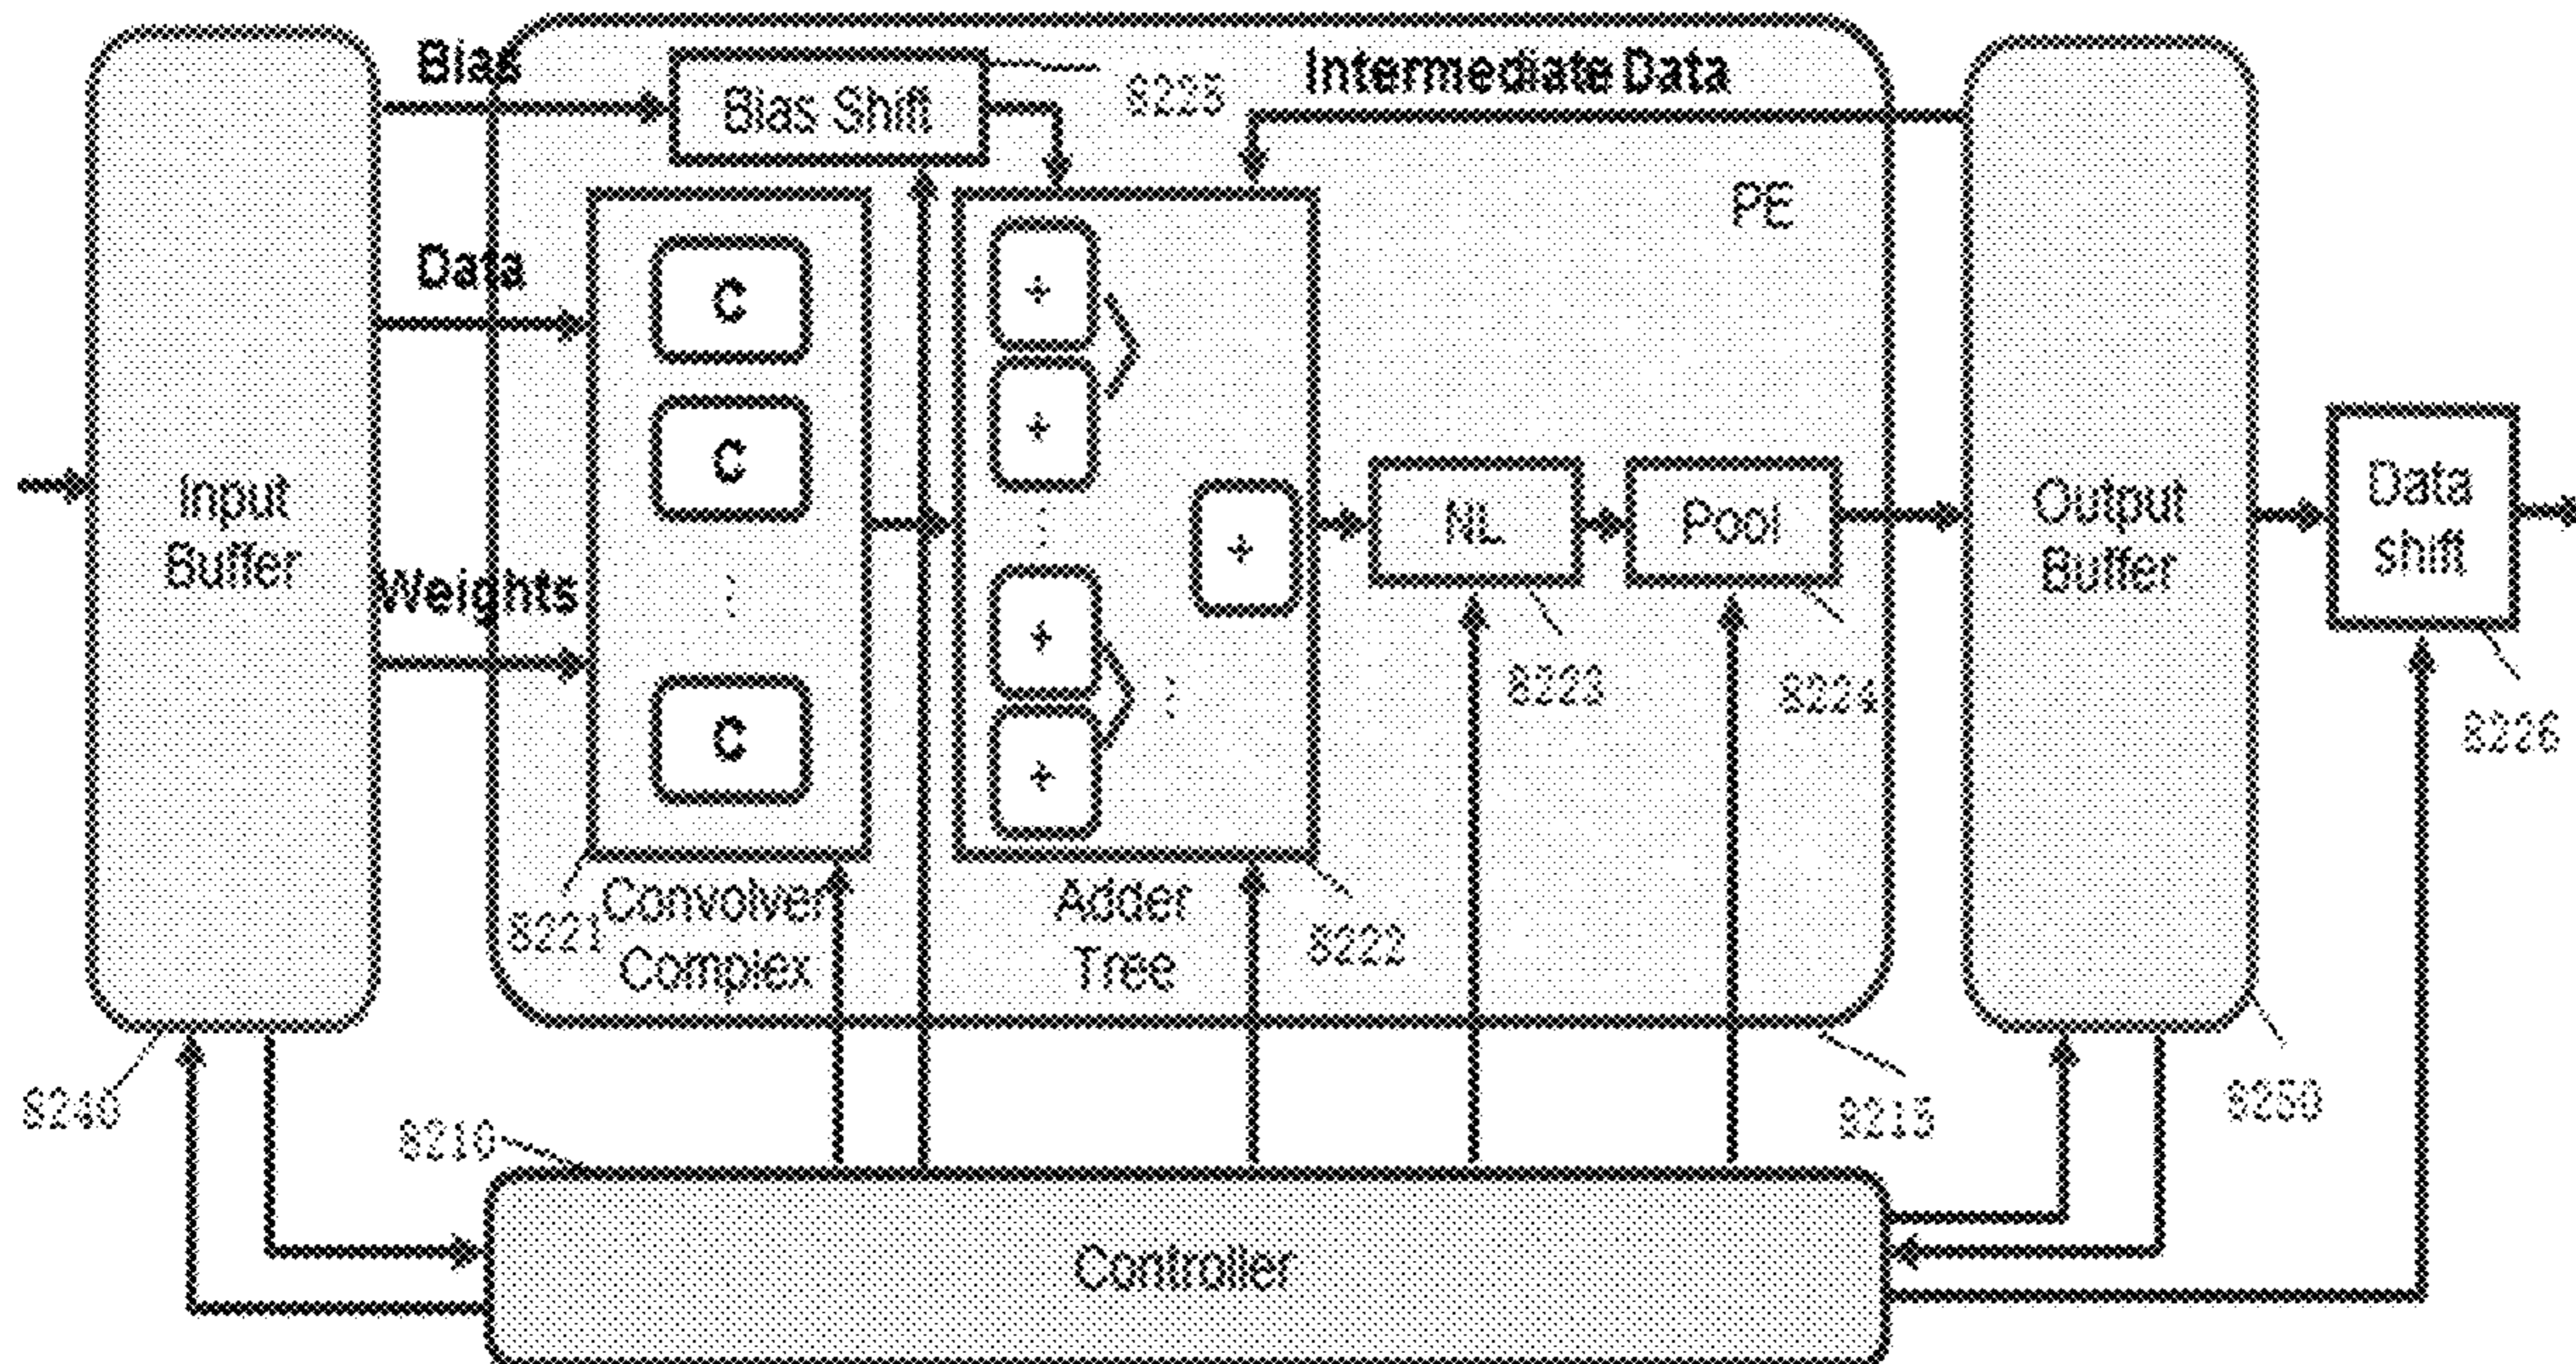 Bias
Bias Shift
8225
Intermediate Data
PE
Data
C
+
C
+
Input
Buffer
Weights
+
NL
Pool
Output
Buffer
Data
shift
+
8223
8224
8226
C
+
8221
Convolver
Complex
Adder
Tree
8222
8240
8210
8215
8250
Controller